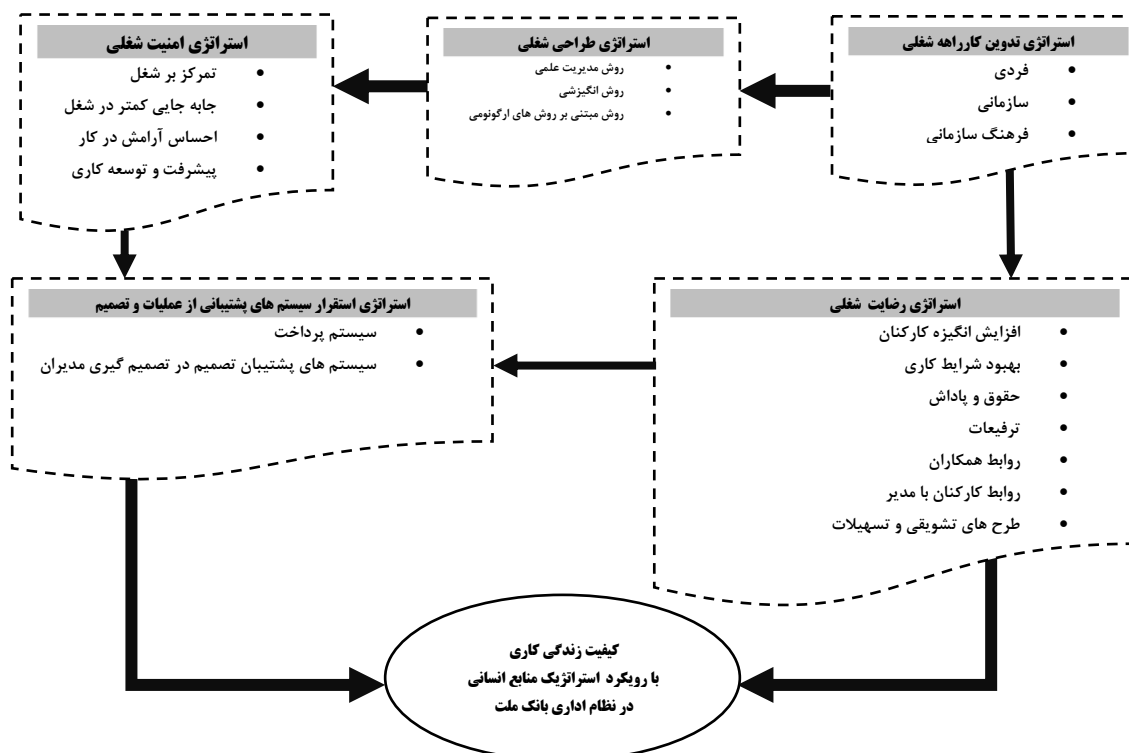 استراتژی تدوین کارراهه شغلی
• فردی
• سازمانی
• فرهنگ سازمانی
استراتژی طراحی شغلی
• روش مدیریت علمی
• روش انگیزشی
• روش مبتنی بر روش های ارگونومی
استراتژی امنیت شغلی
• تمرکز بر شغل
• جابه جایی کمتر در شغل
• احساس آرامش در کار
• پیشرفت و توسعه کاری
استراتژی رضایت شغلی
• افزایش انگیزه کارکنان
• بهبود شرایط کاری
• حقوق و پاداش
• ترفیعات
• روابط همکاران
• روابط کارکنان با مدیر
• طرح های تشویقی و تسهیلات
استراتژی استقرار سیستم های پشتیبانی از عملیات و تصمیم
• سیستم پرداخت
• سیستم های پشتیبان تصمیم در تصمیم گیری مدیران
کیفیت زندگی کاری
با رویکرد استراتژیک منابع انسانی
در نظام اداری بانک ملت